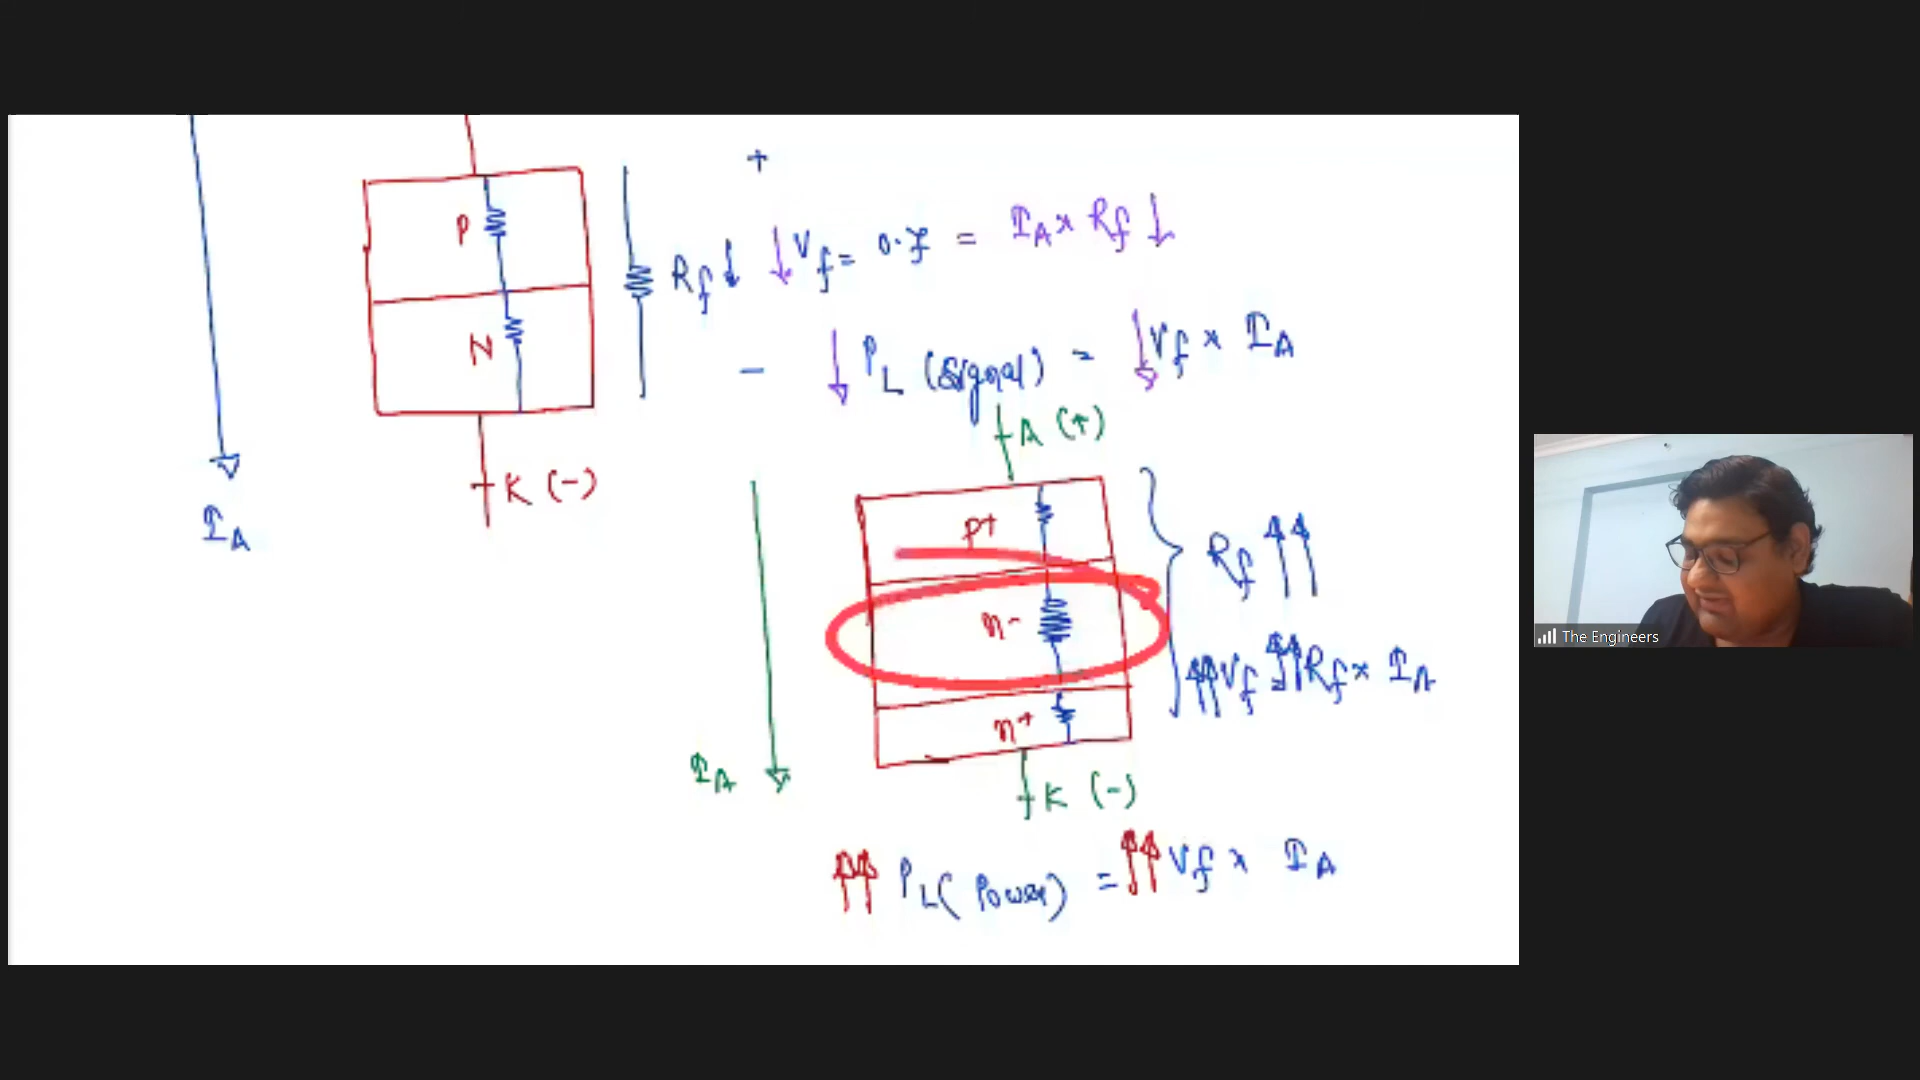 +
P
Rf ↓ ↓ Vf = 0.7 = IA × Rf ↓
N
- ↓ PL (signal) = ↓ Vf × IA
A (+)
K (-)
IA
P+
Rf ↑↑
n-
↑↑ Vf = ↑↑ Rf × IA
n+
IA
K (-)
↑↑ PL (Power) = ↑↑ Vf × IA
The Engineers